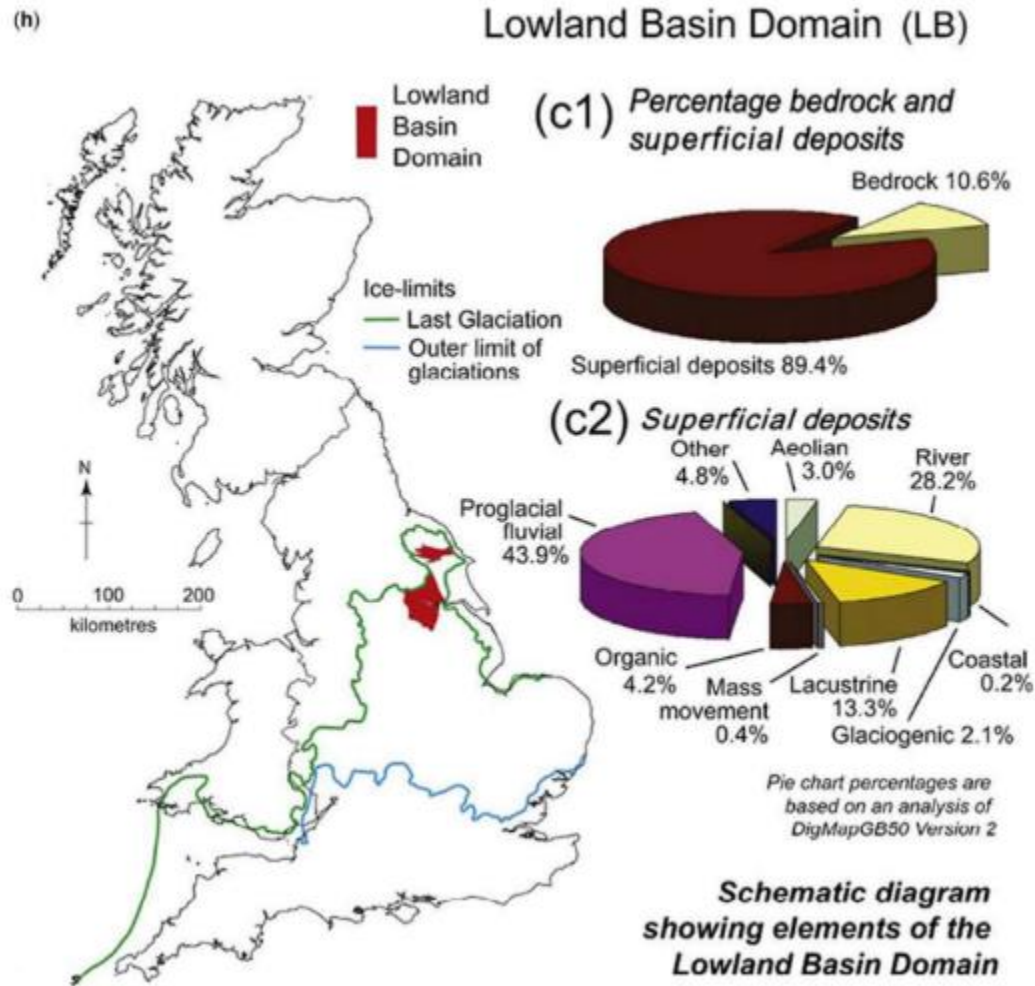 (h)
Lowland Basin Domain (LB)
Lowland
Basin
Domain
Ice-limits
Last Glaciation
Outer limit of
glaciations
N
0 100 200
kilometres
(c1) Percentage bedrock and
superficial deposits
Bedrock 10.6%
Superficial deposits 89.4%
(c2) Superficial deposits
Other
4.8%
Aeolian
3.0%
River
28.2%
Proglacial
fluvial
43.9%
Organic
4.2%
Mass
movement
0.4%
Lacustrine
13.3%
Glaciogenic 2.1%
Coastal
0.2%
Pie chart percentages are
based on an analysis of
DigMapGB50 Version 2
Schematic diagram
showing elements of the
Lowland Basin Domain